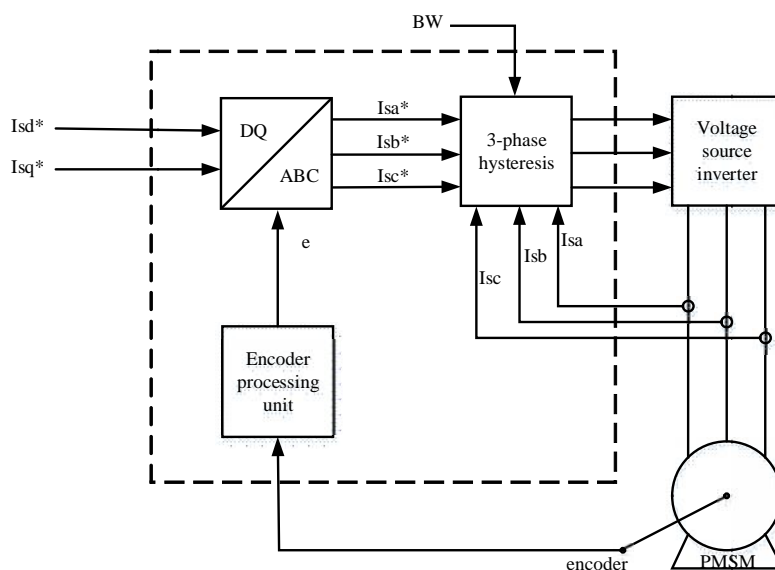 BW
Isd*
Isq*
DQ
ABC
Isa*
Isb*
Isc*
3-phase
hysteresis
Voltage
source
inverter
e
Isa
Isb
Isc
Encoder
processing
unit
encoder
PMSM